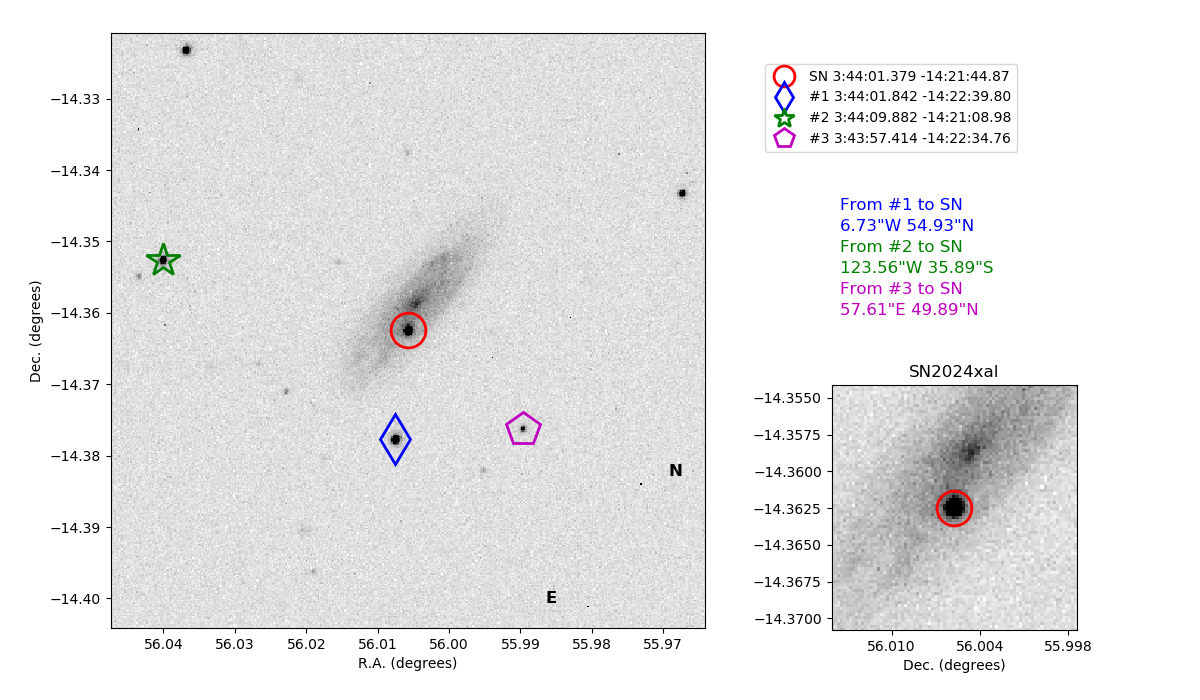 −14.33
−14.34
−14.35
−14.36
−14.37
−14.38
−14.39
−14.40
Dec. (degrees)
56.04 56.03 56.02 56.01 56.00 55.99 55.98 55.97
R.A. (degrees)
N
E
SN 3:44:01.379 -14:21:44.87
#1 3:44:01.842 -14:22:39.80
#2 3:44:09.882 -14:21:08.98
#3 3:43:57.414 -14:22:34.76
From #1 to SN
6.73"W 54.93"N
From #2 to SN
123.56"W 35.89"S
From #3 to SN
57.61"E 49.89"N
SN2024xal
−14.3550
−14.3575
−14.3600
−14.3625
−14.3650
−14.3675
−14.3700
56.010 56.004 55.998
Dec. (degrees)